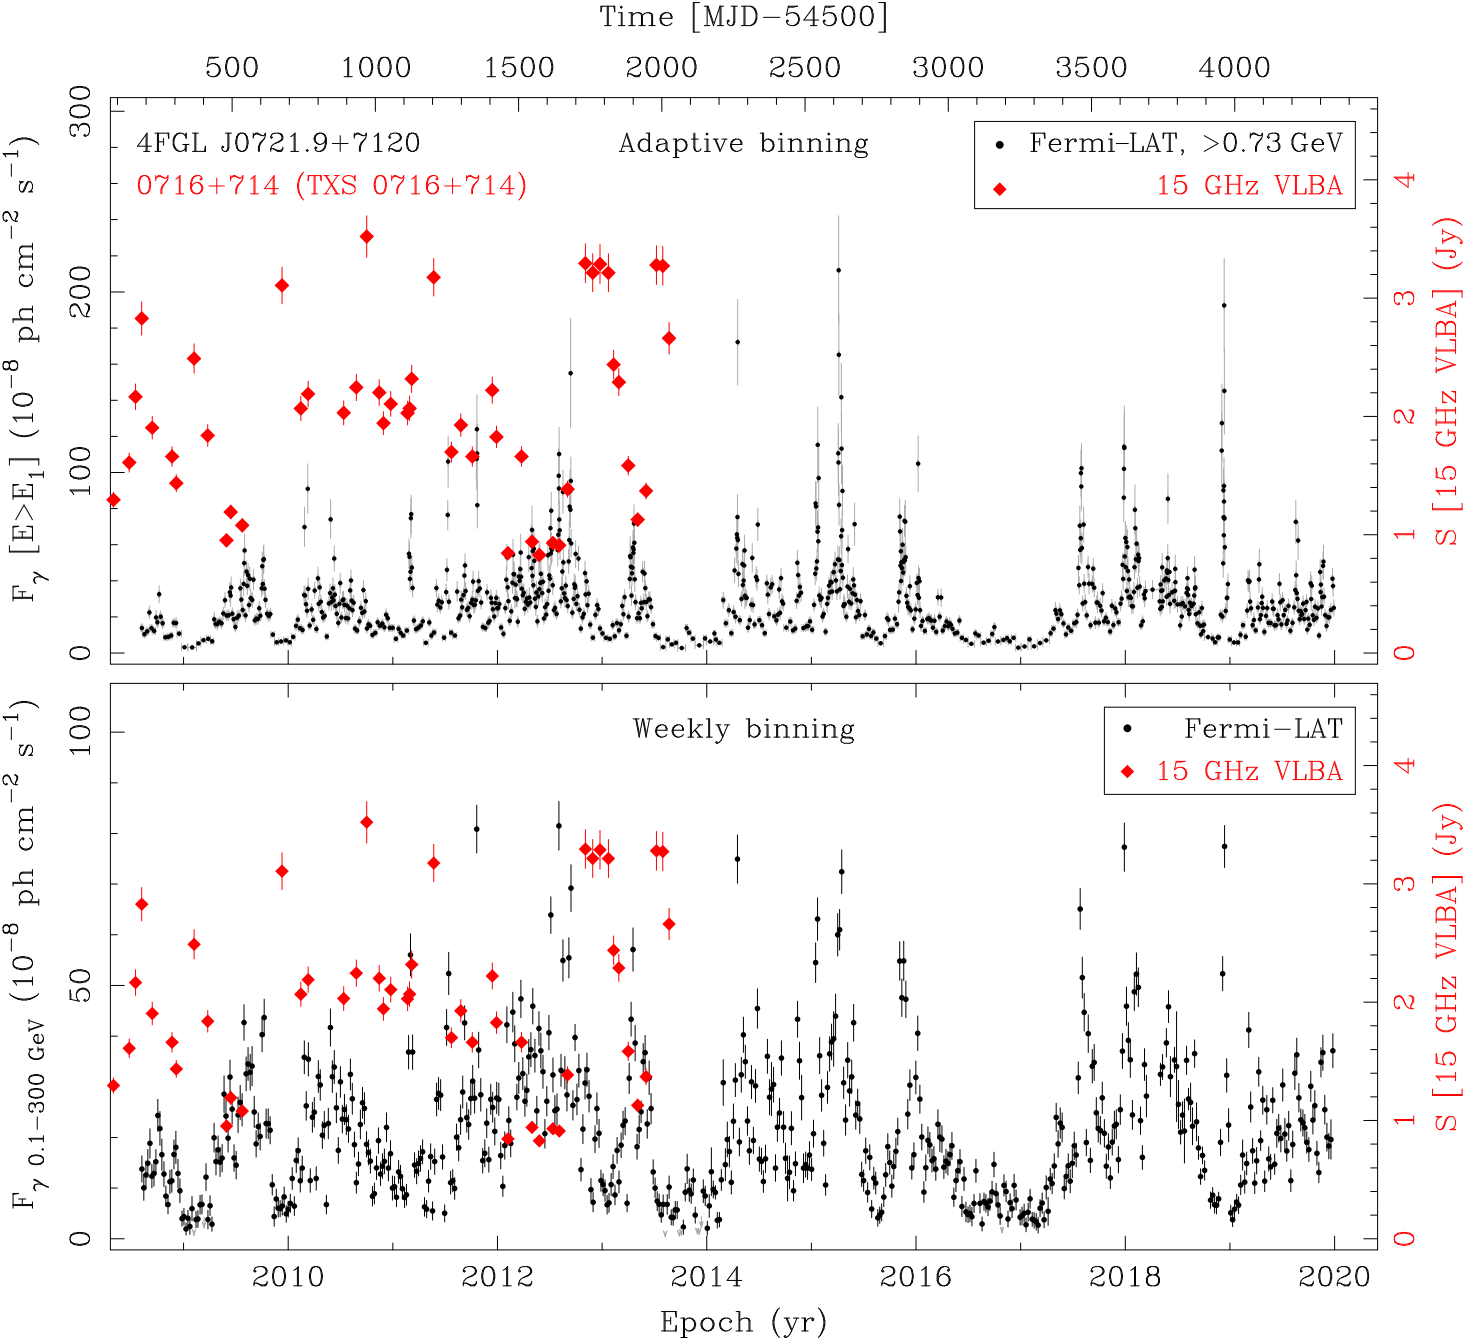 Time [MJD−54500]
500 1000 1500 2000 2500 3000 3500 4000
300
200
100
0
F_γ [E>E_1] (10^−8 ph cm^−2 s^−1)
4FGL J0721.9+7120
0716+714 (TXS 0716+714)
Adaptive binning
Fermi−LAT, >0.73 GeV
15 GHz VLBA
4
3
2
1
0
S [15 GHz VLBA] (Jy)
100
50
0
F_γ 0.1−300 GeV (10^−8 ph cm^−2 s^−1)
Weekly binning
Fermi−LAT
15 GHz VLBA
4
3
2
1
0
S [15 GHz VLBA] (Jy)
2010 2012 2014 2016 2018 2020
Epoch (yr)